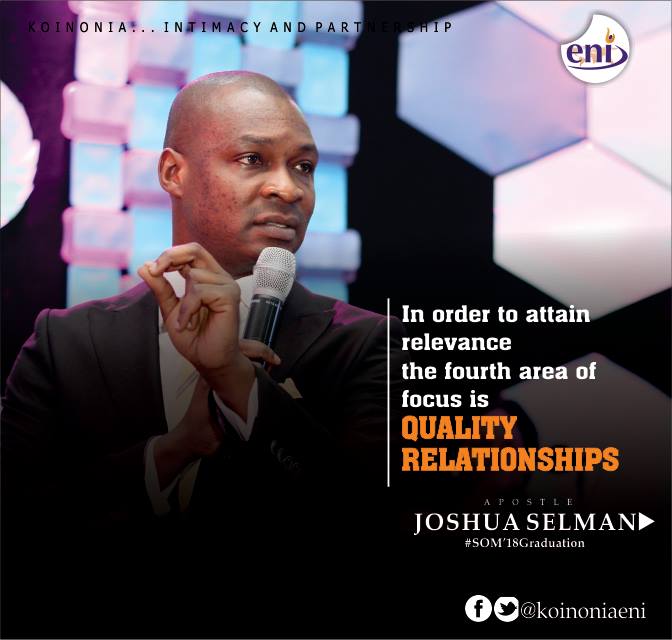 KOINONIA... INTIMACY AND PARTNERSHIP
eni
In order to attain
relevance
the fourth area of
focus is
QUALITY
RELATIONSHIPS
APOSTLE
JOSHUA SELMAN
#SOM'18Graduation
@koinoniaeni